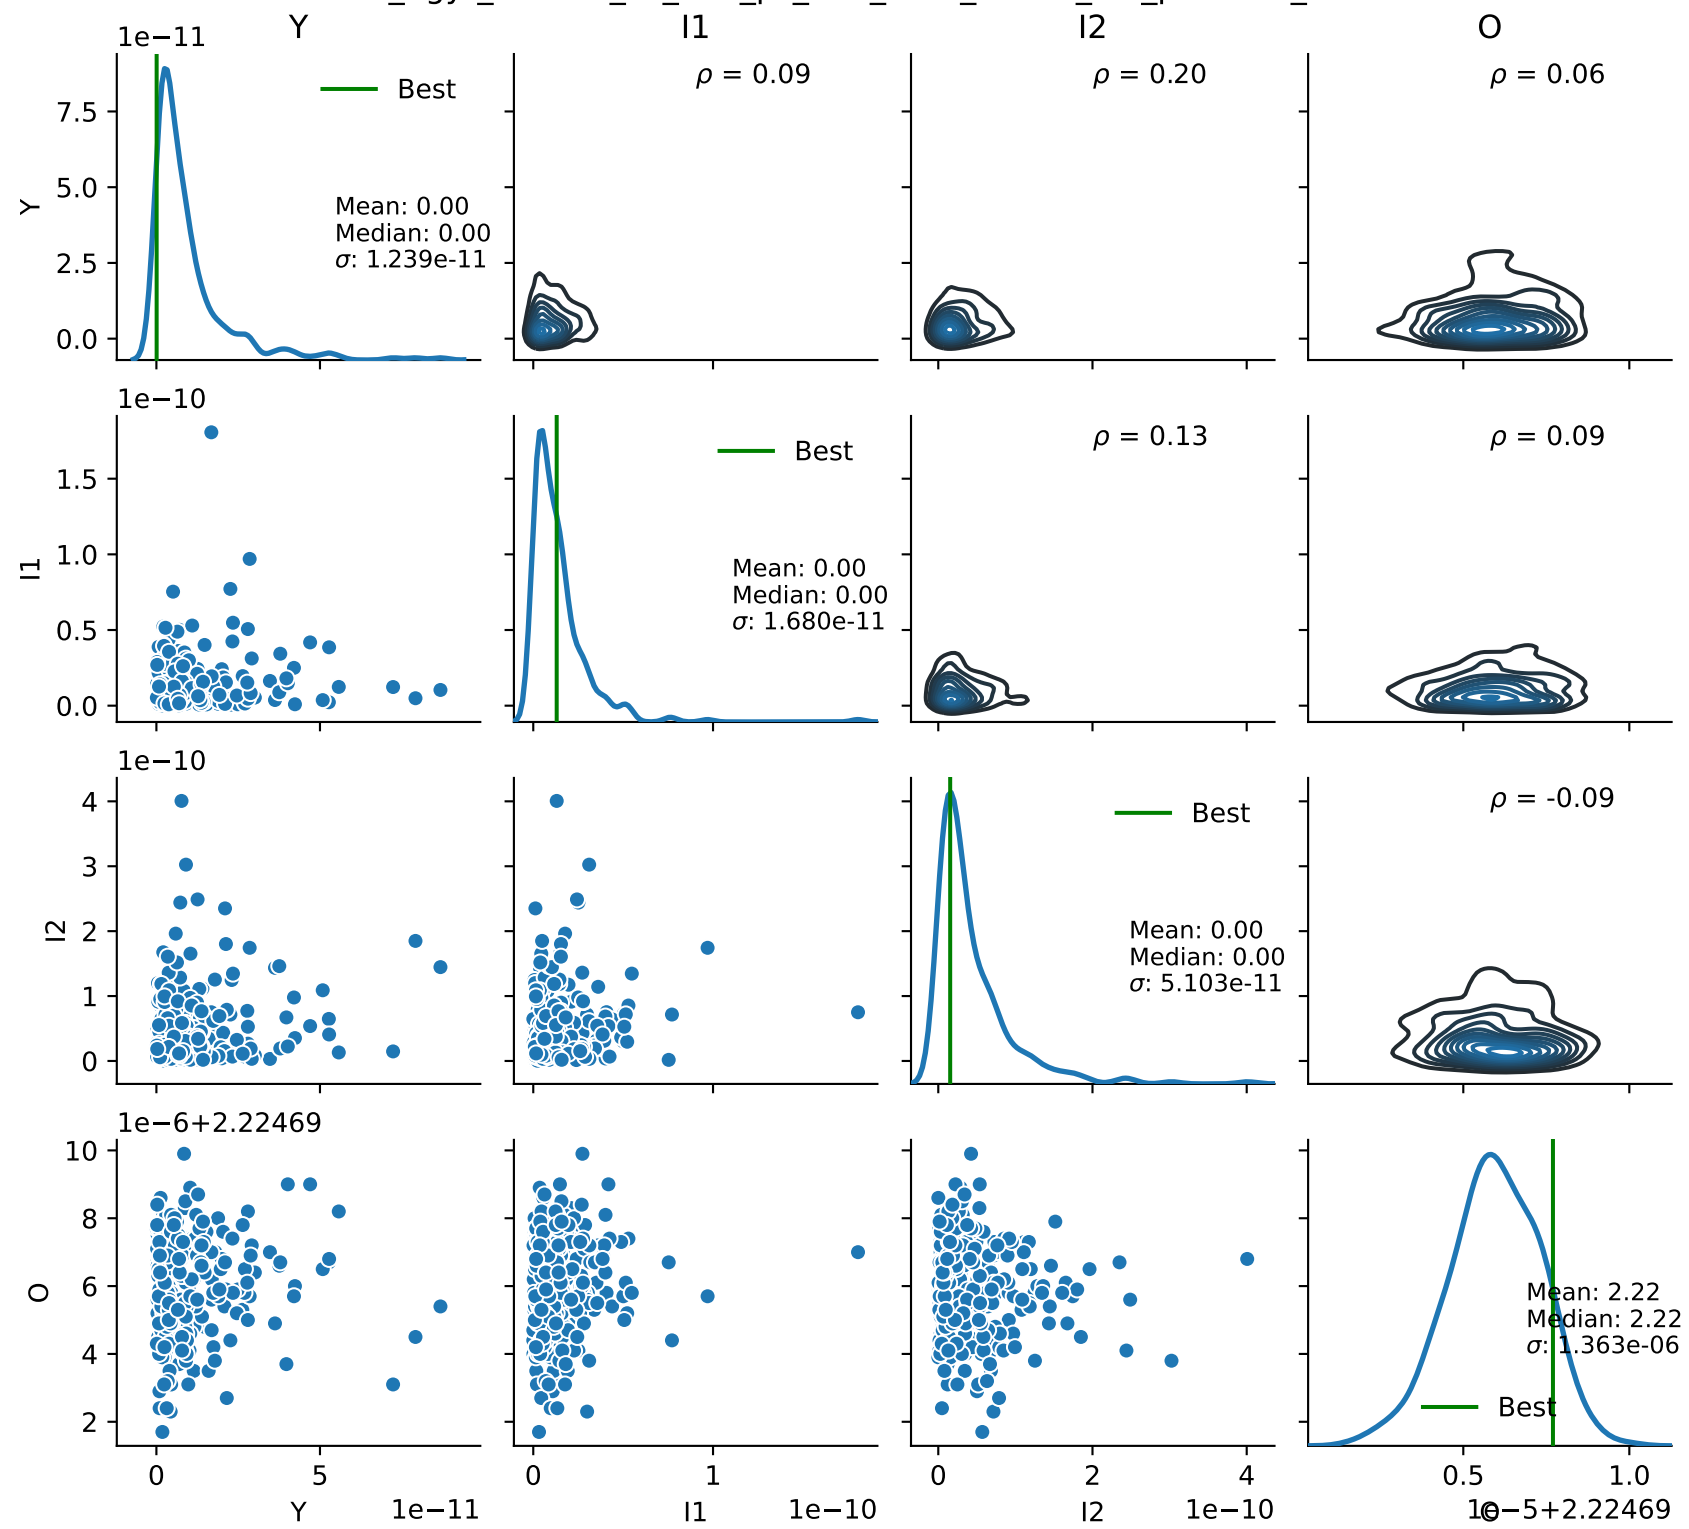 Y I1 I2 O
1e−11
Best
ρ = 0.09
ρ = 0.20
ρ = 0.06
7.5
5.0
2.5
0.0
Y
Mean: 0.00
Median: 0.00
σ: 1.239e-11
1e−10
Best
ρ = 0.13
ρ = 0.09
1.5
1.0
0.5
0.0
I1
Mean: 0.00
Median: 0.00
σ: 1.680e-11
1e−10
Best
ρ = -0.09
4
3
2
1
0
I2
Mean: 0.00
Median: 0.00
σ: 5.103e-11
1e−6+2.22469
10
8
6
4
2
O
Mean: 2.22
Median: 2.22
σ: 1.363e-06
Best
0 5 0 1 0 2 4 0.5 1.0
1e−11 1e−10 1e−10 1e−5+2.22469
Y I1 I2 O